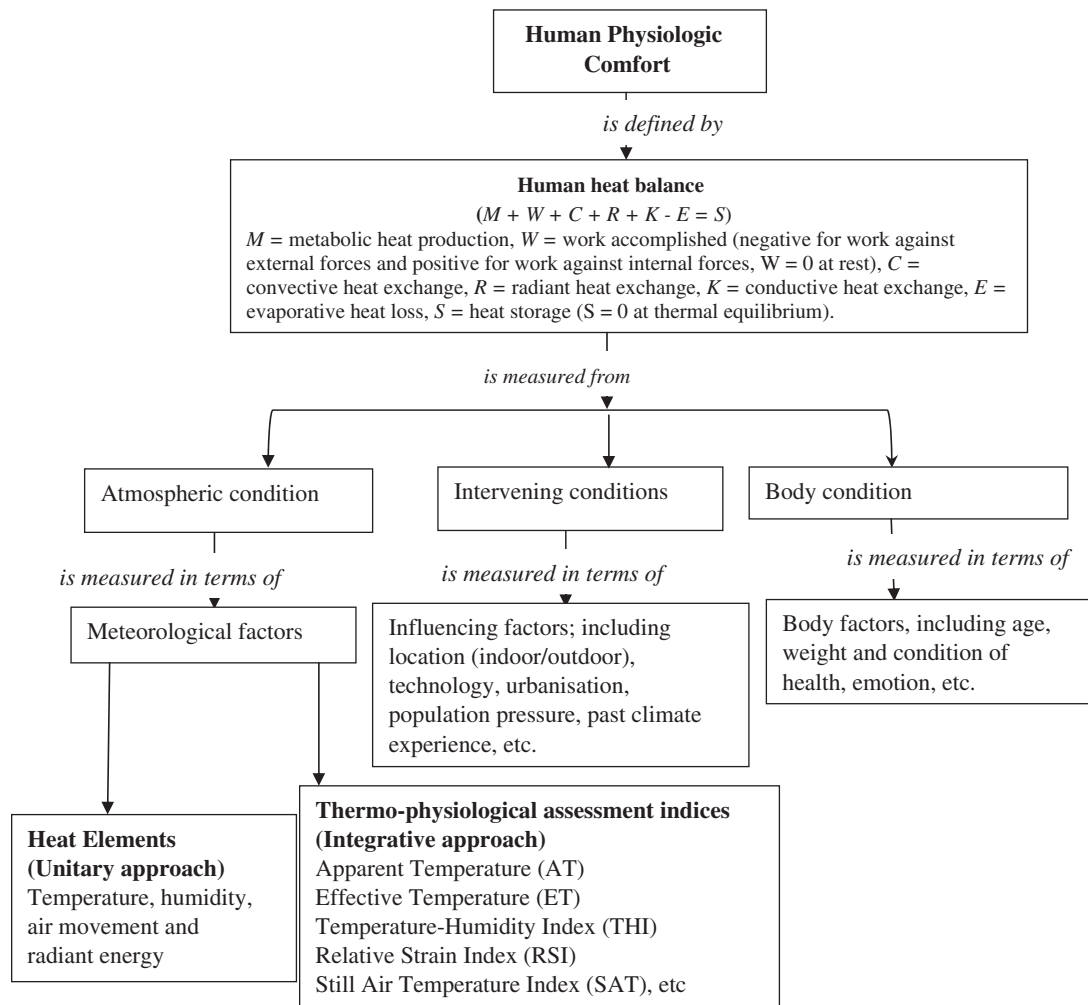 Human Physiologic
Comfort
is defined by
Human heat balance
(M + W + C + R + K - E = S)
M = metabolic heat production, W = work accomplished (negative for work against
external forces and positive for work against internal forces, W = 0 at rest), C =
convective heat exchange, R = radiant heat exchange, K = conductive heat exchange, E =
evaporative heat loss, S = heat storage (S = 0 at thermal equilibrium).
is measured from
Atmospheric condition
Intervening conditions
Body condition
is measured in terms of
is measured in terms of
is measured in terms of
Meteorological factors
Influencing factors; including
location (indoor/outdoor),
technology, urbanisation,
population pressure, past climate
experience, etc.
Body factors, including age,
weight and condition of
health, emotion, etc.
Heat Elements
(Unitary approach)
Temperature, humidity,
air movement and
radiant energy
Thermo-physiological assessment indices
(Integrative approach)
Apparent Temperature (AT)
Effective Temperature (ET)
Temperature-Humidity Index (THI)
Relative Strain Index (RSI)
Still Air Temperature Index (SAT), etc